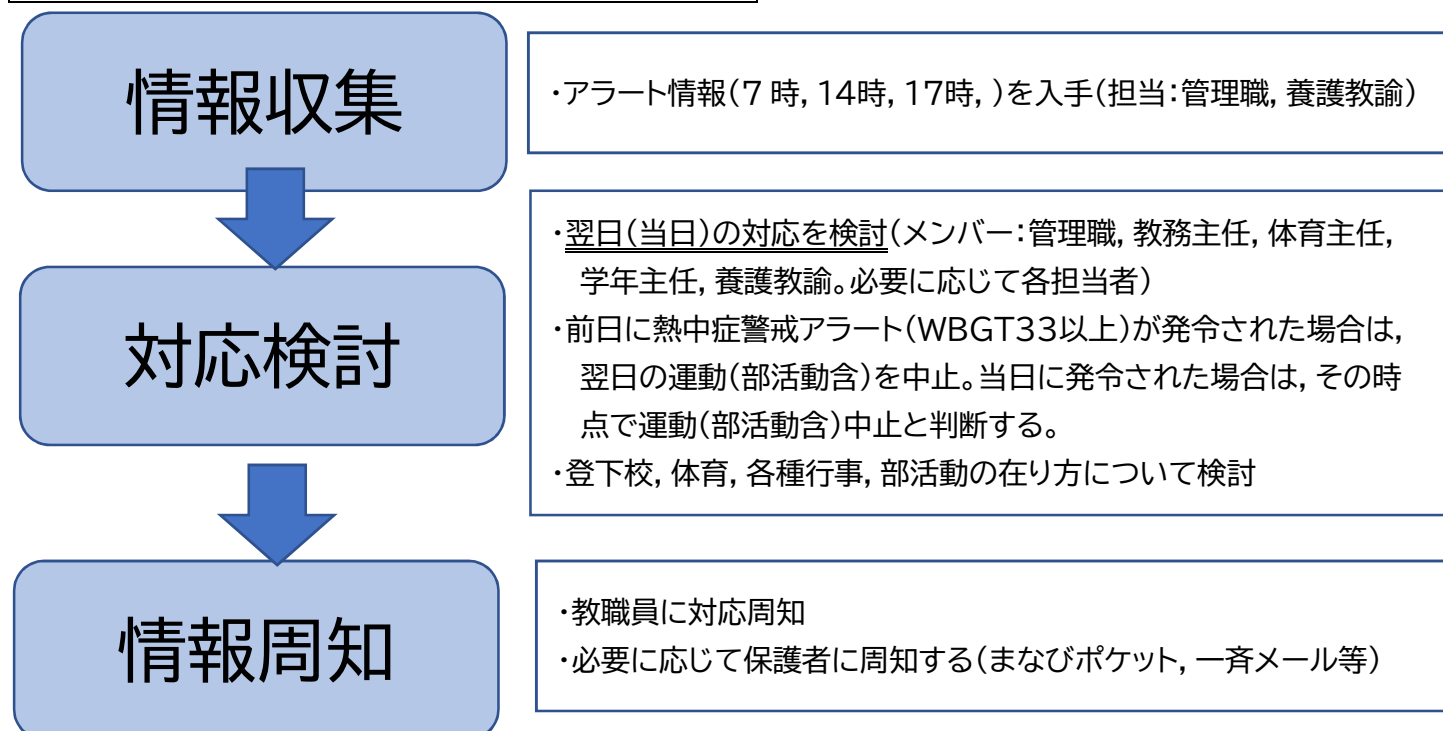 情報収集
・アラート情報(7 時, 14時, 17時, )を入手(担当:管理職, 養護教諭)
対応検討
・翌日(当日)の対応を検討(メンバー:管理職, 教務主任, 体育主任,
学年主任, 養護教諭。必要に応じて各担当者)
・前日に熱中症警戒アラート(WBGT33以上)が発令された場合は,
翌日の運動(部活動含)を中止。当日に発令された場合は, その時
点で運動(部活動含)中止と判断する。
・登下校, 体育, 各種行事, 部活動の在り方について検討
情報周知
・教職員に対応周知
・必要に応じて保護者に周知する(まなびポケット, 一斉メール等)